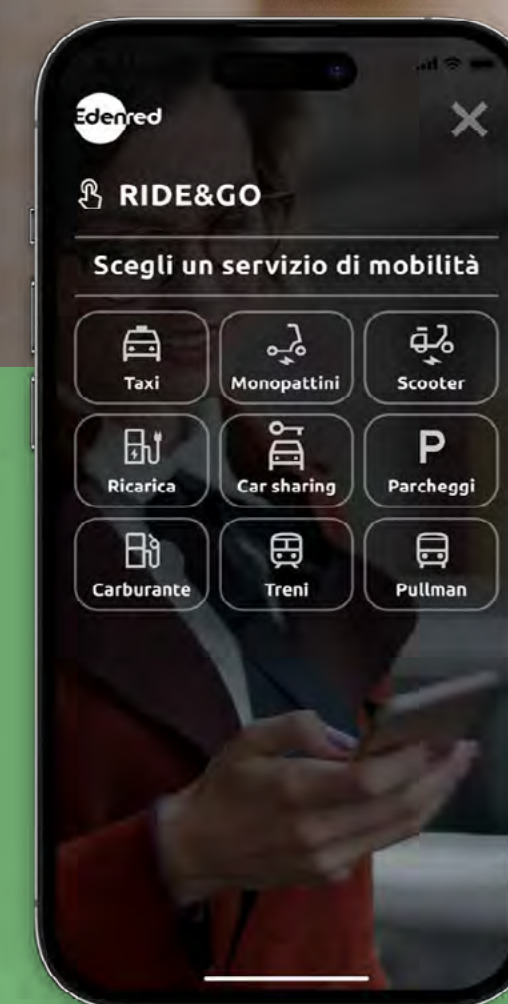 Edenred
RIDE&GO
Scegli un servizio di mobilità
Taxi
Monopattini
Scooter
Ricarica
Car sharing
P
Parcheggi
Carburante
Treni
Pullman